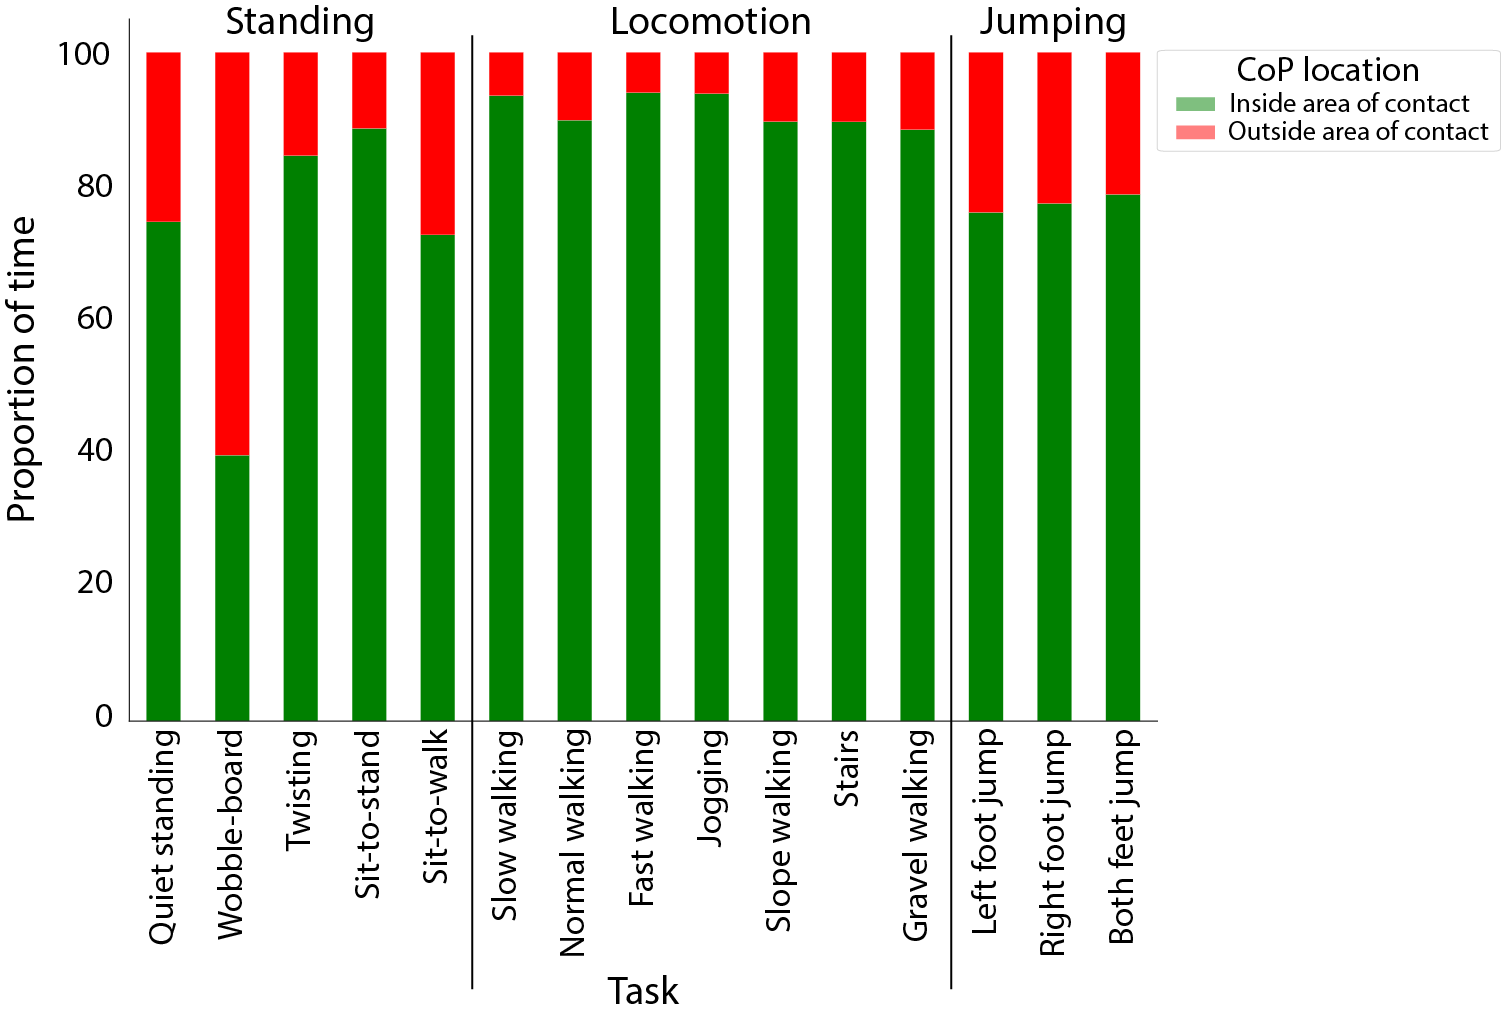 Standing
Locomotion
Jumping
CoP location
Inside area of contact
Outside area of contact
Proportion of time
100
80
60
40
20
0
Quiet standing
Wobble-board
Twisting
Sit-to-stand
Sit-to-walk
Slow walking
Normal walking
Fast walking
Jogging
Slope walking
Stairs
Gravel walking
Left foot jump
Right foot jump
Both feet jump
Task